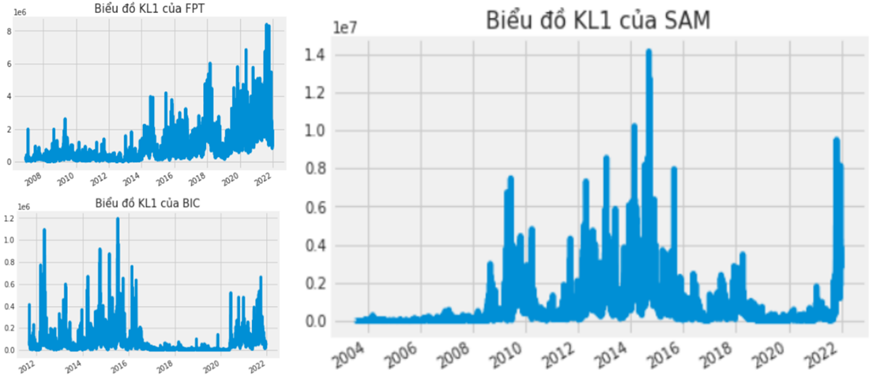 Biểu đồ KL1 của FPT
1e6
8
6
4
2
0
2008 2010 2012 2014 2016 2018 2020 2022
Biểu đồ KL1 của BIC
1e6
1.2
1.0
0.8
0.6
0.4
0.2
0.0
2012 2014 2016 2018 2020 2022
Biểu đồ KL1 của SAM
1e7
1.4
1.2
1.0
0.8
0.6
0.4
0.2
0.0
2004 2006 2008 2010 2012 2014 2016 2018 2020 2022